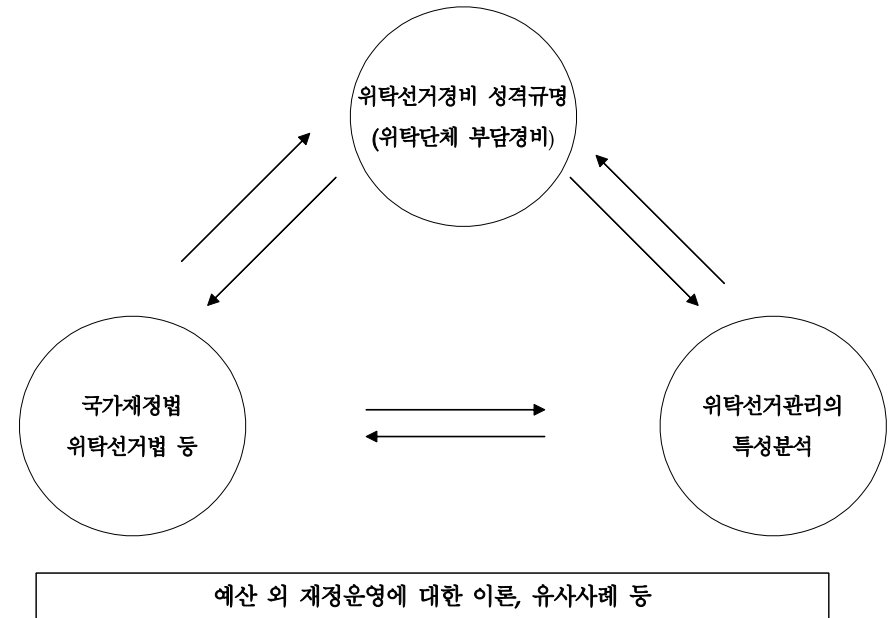 위탁선거경비 성격규명
(위탁단체 부담경비)
국가재정법
위탁선거법 등
위탁선거관리의
특성분석
예산 외 재정운영에 대한 이론, 유사사례 등